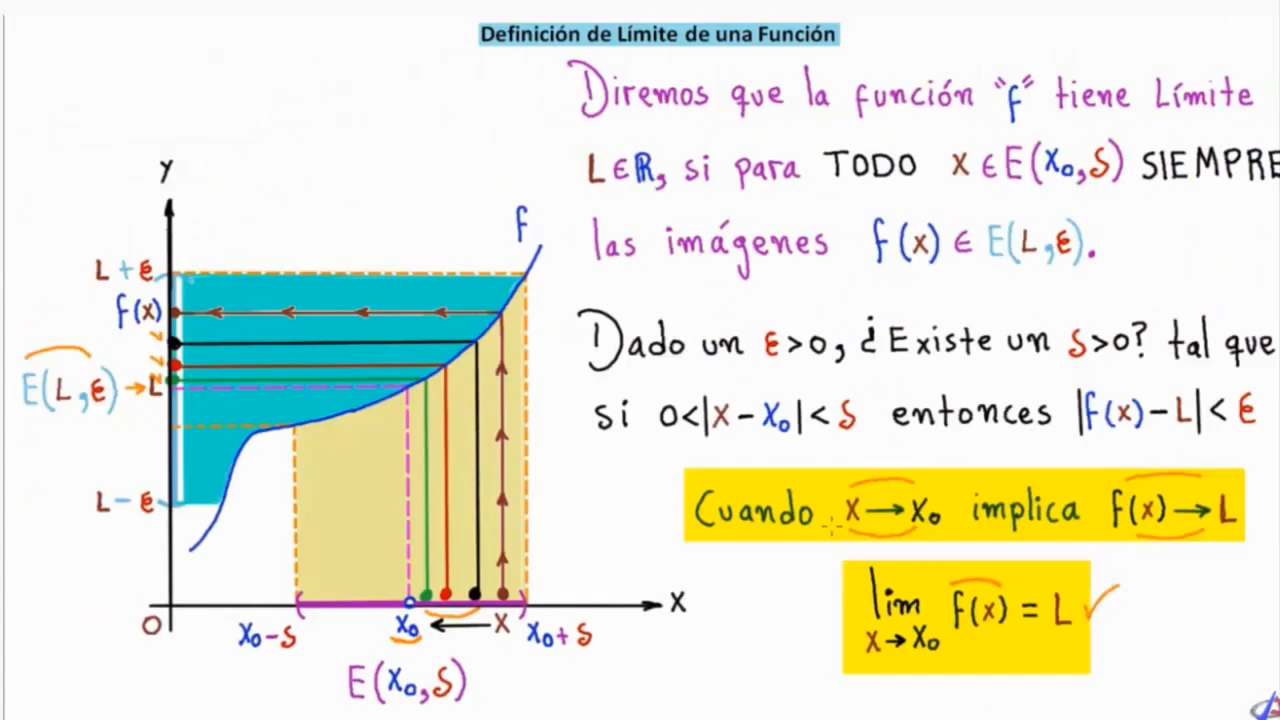 Definición de Límite de una Función
Diremos que la función "f" tiene Límite
L∈ℝ, si para TODO x∈E(x₀,δ) SIEMPRE
las imágenes f(x) ∈ E(L,ε).
Dado un ε>0, ¿Existe un δ>0? tal que
si 0<|x-x₀|<δ entonces |f(x)-L|<ε
Cuando x→x₀ implica f(x)→L
lim f(x) = L
x→x₀
Y
f
L+ε
f(x)
E(L,ε)→L
L-ε
O
x₀-δ
x₀
←
x
x₀+δ
X
E(x₀,δ)